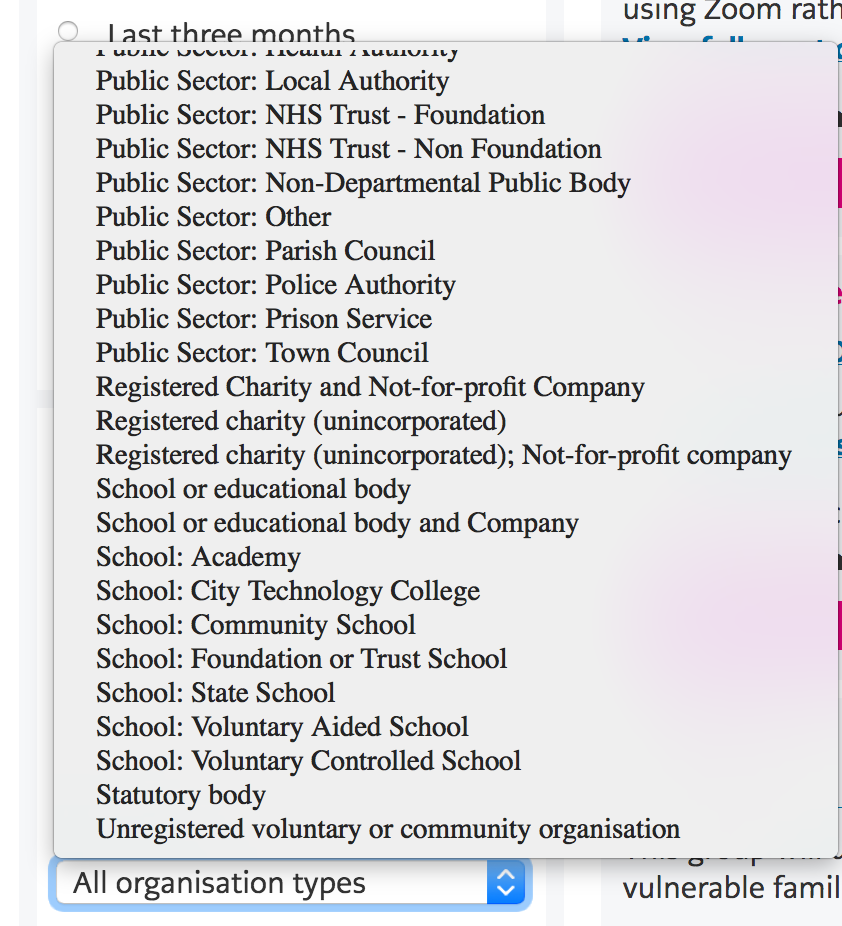 using Zoom rath
Last three months
Public Sector: Health Authority
Public Sector: Local Authority
Public Sector: NHS Trust - Foundation
Public Sector: NHS Trust - Non Foundation
Public Sector: Non-Departmental Public Body
Public Sector: Other
Public Sector: Parish Council
Public Sector: Police Authority
Public Sector: Prison Service
Public Sector: Town Council
Registered Charity and Not-for-profit Company
Registered charity (unincorporated)
Registered charity (unincorporated); Not-for-profit company
School or educational body
School or educational body and Company
School: Academy
School: City Technology College
School: Community School
School: Foundation or Trust School
School: State School
School: Voluntary Aided School
School: Voluntary Controlled School
Statutory body
Unregistered voluntary or community organisation
All organisation types
vulnerable famil